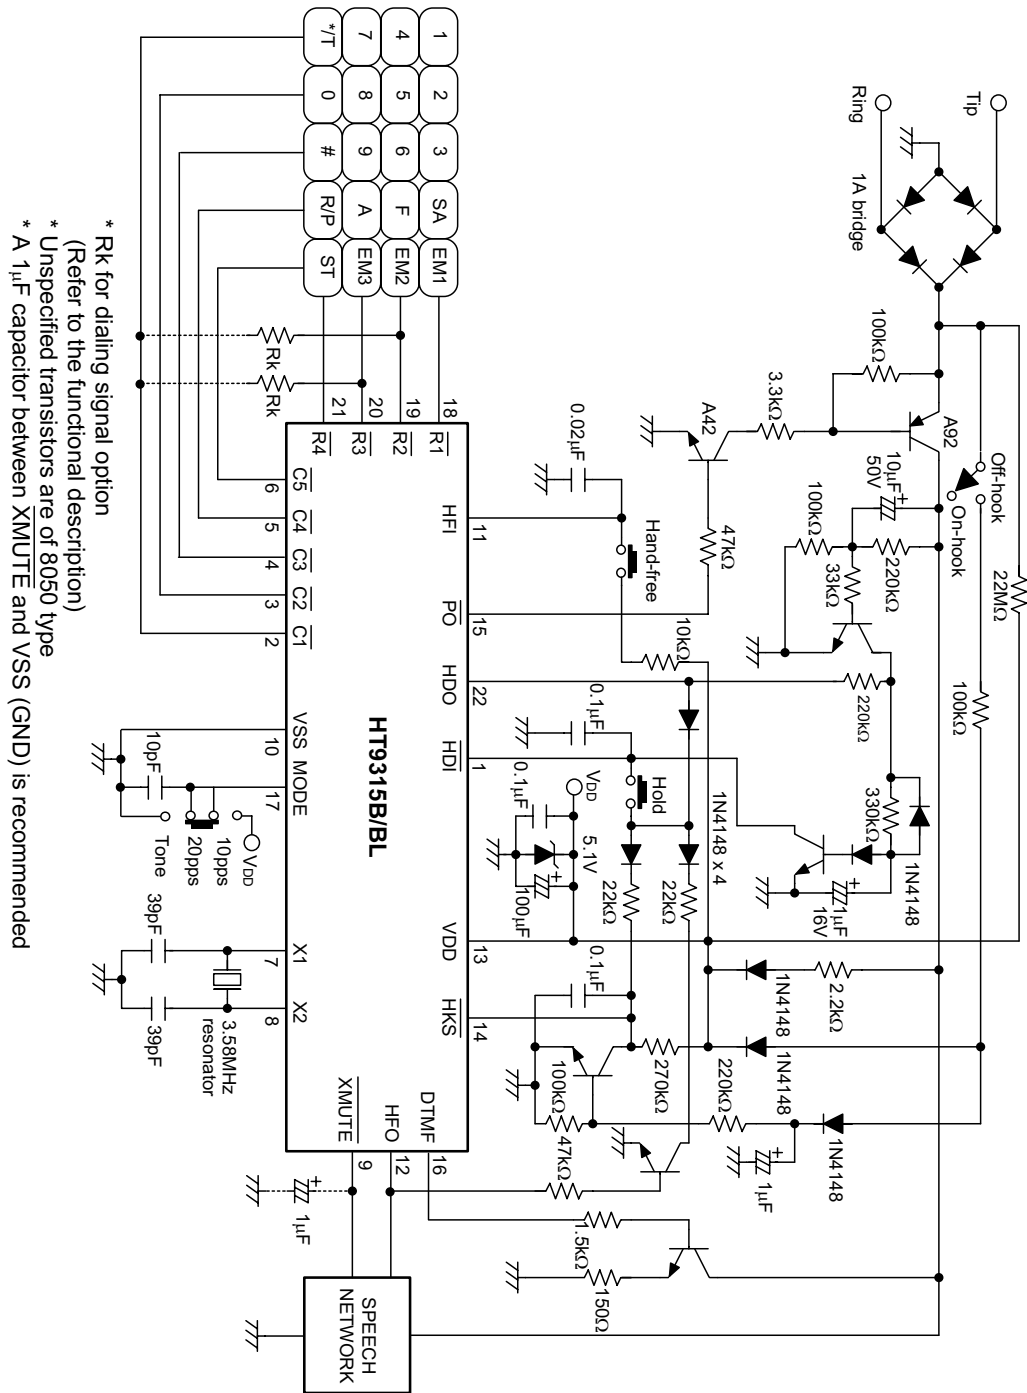 Tip
Ring
1A bridge
100kΩ
3.3kΩ
A42
A92
10μF
50V
Off-hook
On-hook
22MΩ
100kΩ
220kΩ
33kΩ
47kΩ
100kΩ
220kΩ
330kΩ
1N4148
1μF
16V
0.02μF
Hand-free
10kΩ
0.1μF
Hold
1N4148 x 4
VDD
0.1μF
5.1V
100μF
22kΩ
22kΩ
0.1μF
2.2kΩ
1N4148
1N4148
270kΩ
220kΩ
1N4148
100kΩ
1μF
47kΩ
1.5kΩ
150Ω
1 2 3 SA EM1
4 5 6 F EM2
7 8 9 A EM3
*/T 0 # R/P ST
Rk
Rk
18 19 20 21
R1 R2 R3 R4
11 15 22 1 13 14 16 12 9
HFI PO HDO HDI VDD HKS DTMF HFO XMUTE
HT9315B/BL
C5 C4 C3 C2 C1 VSS MODE X1 X2
6 5 4 3 2 10 17 7 8
10pF
VDD
10pps
20pps
Tone
39pF
39pF
3.58MHz
resonator
1μF
SPEECH
NETWORK
* Rk for dialing signal option
(Refer to the functional description)
* Unspecified transistors are of 8050 type
* A 1μF capacitor between XMUTE and VSS (GND) is recommended